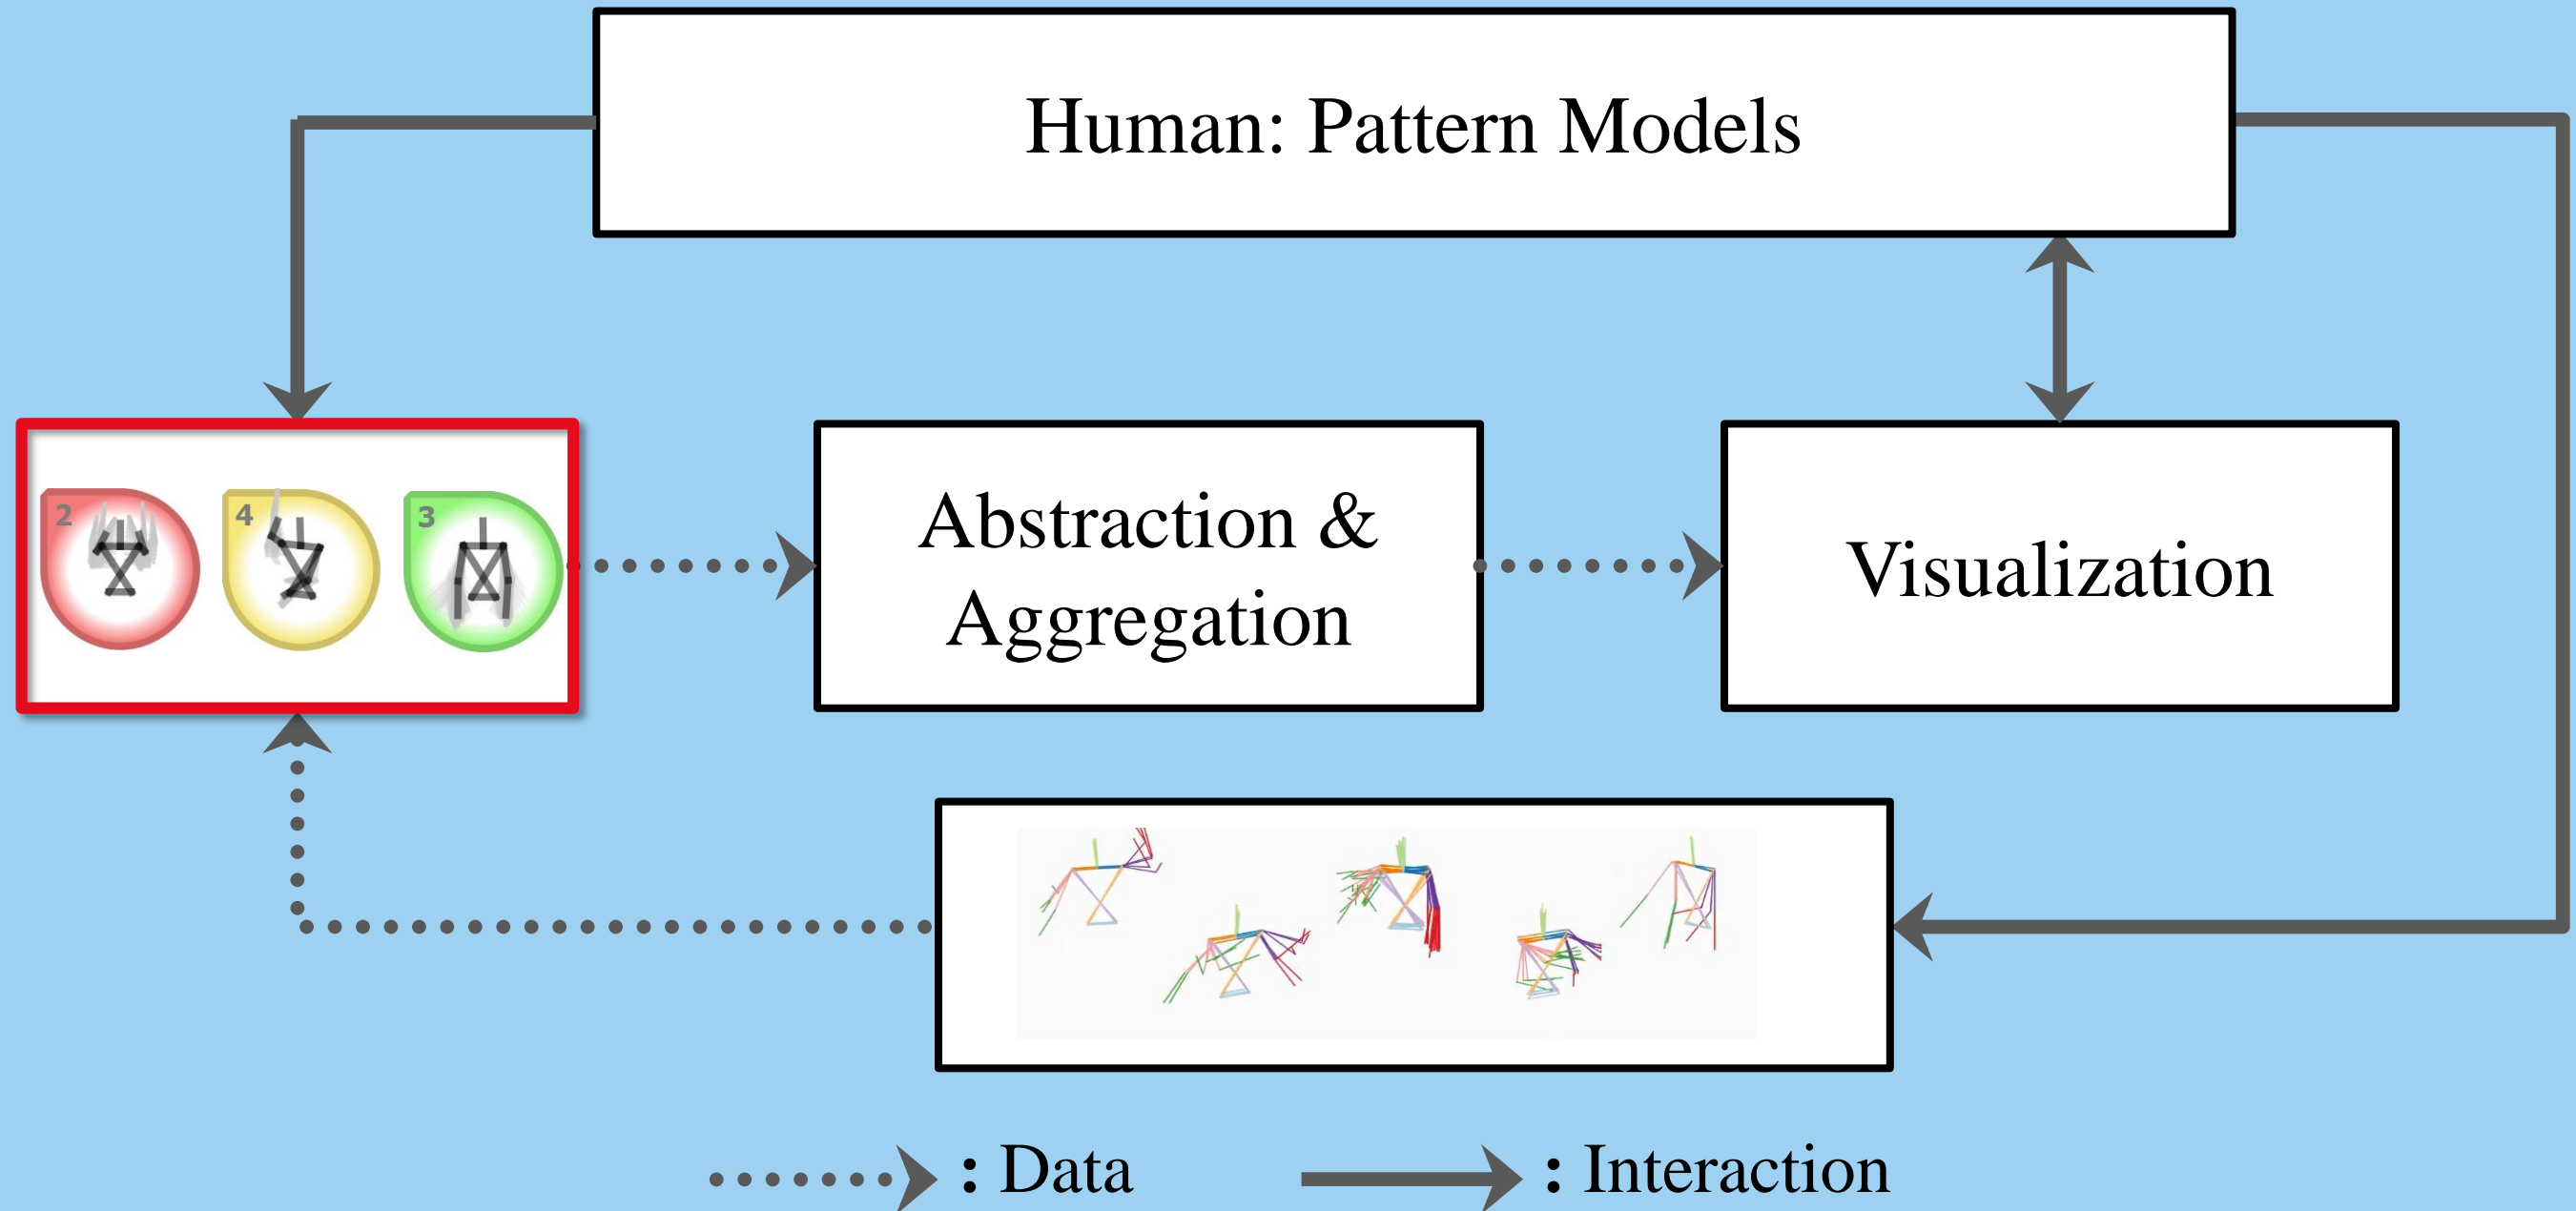 Human: Pattern Models
2
4
3
Abstraction &
Aggregation
Visualization
: Data
: Interaction